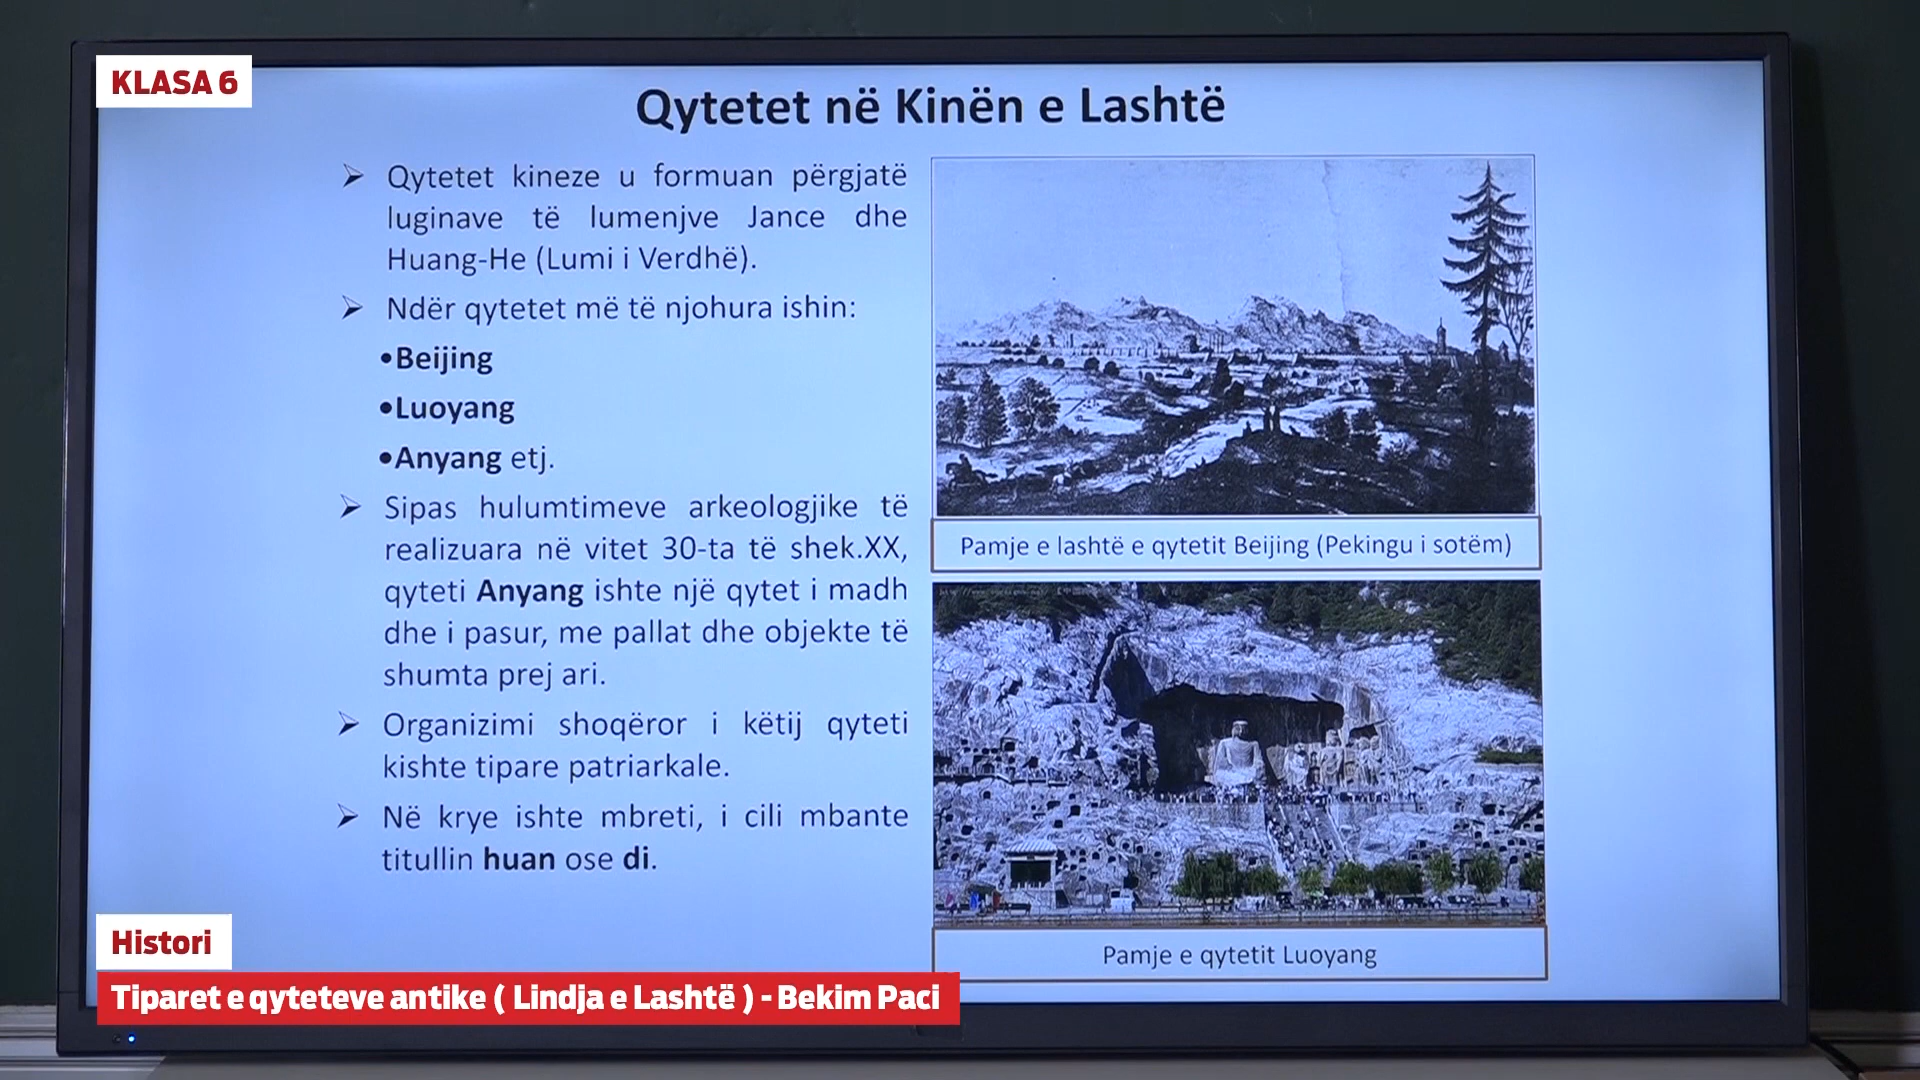 KLASA 6
Qytetet në Kinën e Lashtë
➢ Qytetet kineze u formuan përgjatë
luginave të lumenjve Jance dhe
Huang-He (Lumi i Verdhë).
➢ Ndër qytetet më të njohura ishin:
•Beijing
•Luoyang
•Anyang etj.
➢ Sipas hulumtimeve arkeologjike të
realizuara në vitet 30-ta të shek.XX,
qyteti Anyang ishte një qytet i madh
dhe i pasur, me pallat dhe objekte të
shumta prej ari.
➢ Organizimi shoqëror i këtij qyteti
kishte tipare patriarkale.
➢ Në krye ishte mbreti, i cili mbante
titullin huan ose di.
Pamje e lashtë e qytetit Beijing (Pekingu i sotëm)
Pamje e qytetit Luoyang
Histori
Tiparet e qyteteve antike ( Lindja e Lashtë ) - Bekim Paci